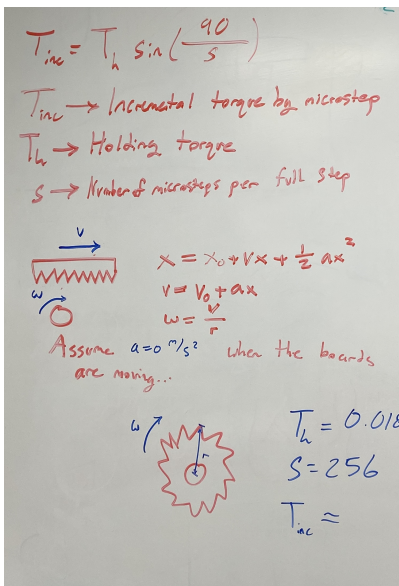 T_inc = T_h sin(90/s)
T_inc → Incremental torque by microstep
T_h → Holding torque
s → Number of microsteps per full step
v
x = x₀ + vx + 1/2 ax²
v = v₀ + ax
ω
ω = v/r
Assume a=0 m/s² when the boards
are moving...
ω
r
T_h = 0.018
S = 256
T_inc ≈